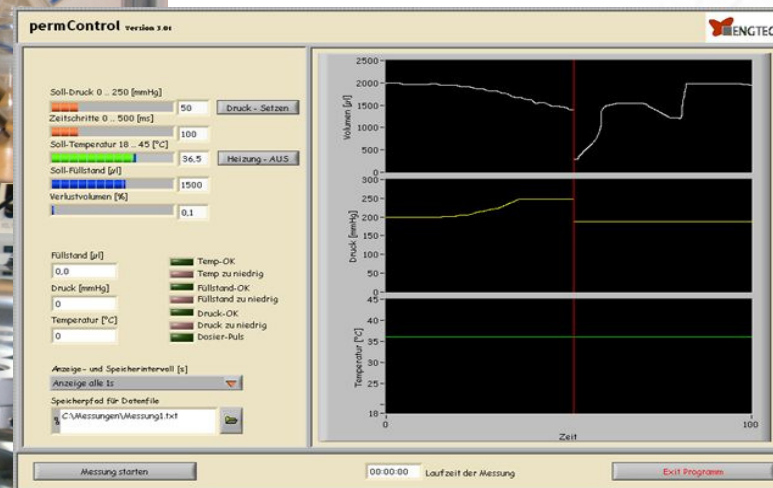 permControl Version 3.01
ENGTEC
Soll-Druck 0 .. 250 [mmHg]
50
Druck - Setzen
Zeitschritte 0 .. 500 [ms]
100
Soll-Temperatur 18 .. 45 [°C]
36,5
Heizung - AUS
Soll-Füllstand [µl]
1500
Verlustvolumen [%]
0,1
Füllstand [µl]
0,0
Druck [mmHg]
0
Temperatur [°C]
0
Temp-OK
Temp zu niedrig
Füllstand-OK
Füllstand zu niedrig
Druck-OK
Druck zu niedrig
Dosier-Puls
Anzeige- und Speicherintervall [s]
Anzeige alle 1s
Speicherpfad für Datenfile
C:\Messungen\Messung1.txt
Volumen [µl]
2500
2000
1500
1000
500
0
Druck [mmHg]
300
250
200
150
100
50
0
Temperatur [°C]
45
40
35
30
25
18
0
100
Zeit
Messung starten
00:00:00
Laufzeit der Messung
Exit Programm